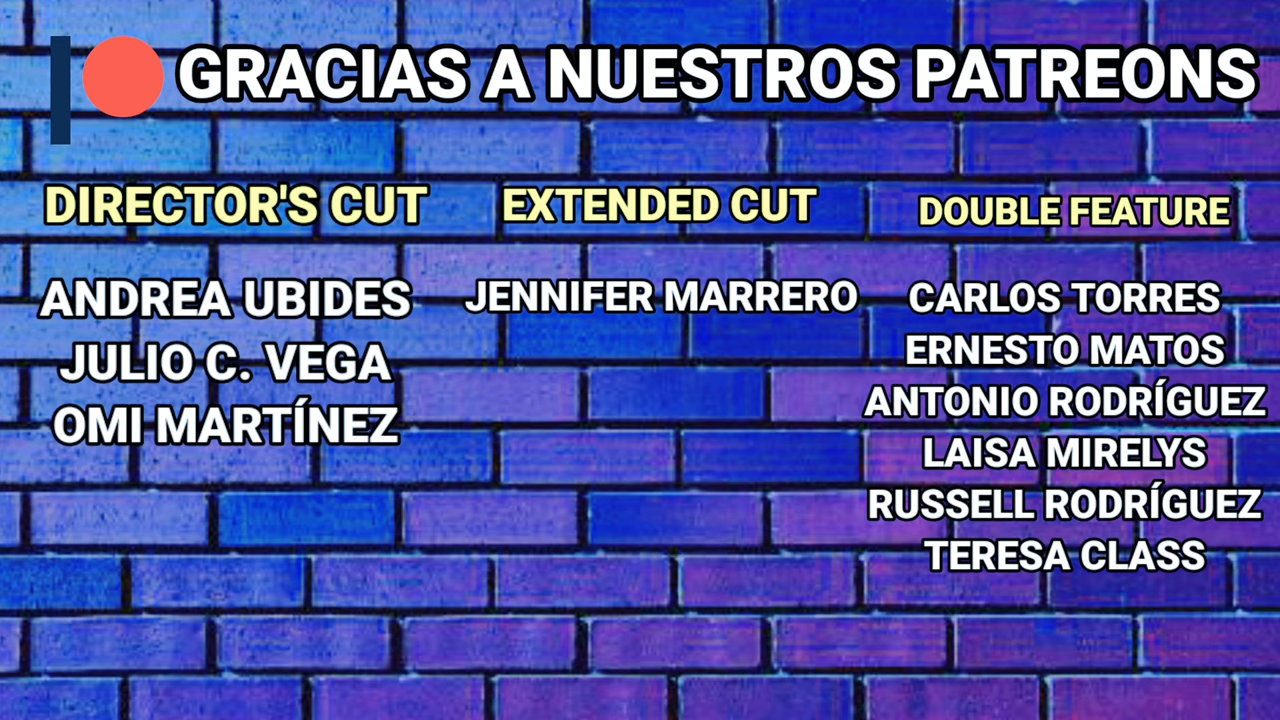 GRACIAS A NUESTROS PATREONS
DIRECTOR'S CUT
ANDREA UBIDES
JULIO C. VEGA
OMI MARTÍNEZ
EXTENDED CUT
JENNIFER MARRERO
DOUBLE FEATURE
CARLOS TORRES
ERNESTO MATOS
ANTONIO RODRÍGUEZ
LAISA MIRELYS
RUSSELL RODRÍGUEZ
TERESA CLASS